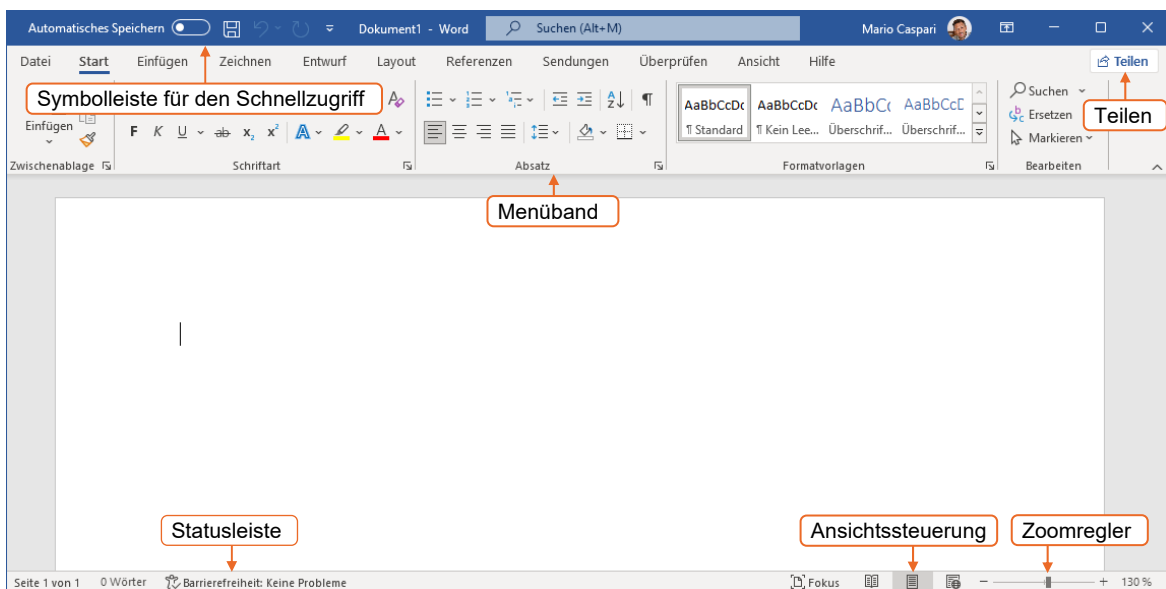 Automatisches Speichern Dokument1 - Word Suchen (Alt+M) Mario Caspari
Datei Start Einfügen Zeichnen Entwurf Layout Referenzen Sendungen Überprüfen Ansicht Hilfe Teilen
Symbolleiste für den Schnellzugriff
Einfügen
F K U ab x₂ x² A A
AaBbCcDc AaBbCcDc AaBbCc AaBbCcD
¶ Standard ¶ Kein Lee... Überschrif... Überschrif...
Suchen
Ersetzen
Markieren
Teilen
Zwischenablage Schriftart Absatz Formatvorlagen Bearbeiten
Menüband
Statusleiste Ansichtssteuerung Zoomregler
Seite 1 von 1 0 Wörter Barrierefreiheit: Keine Probleme Fokus - + 130 %